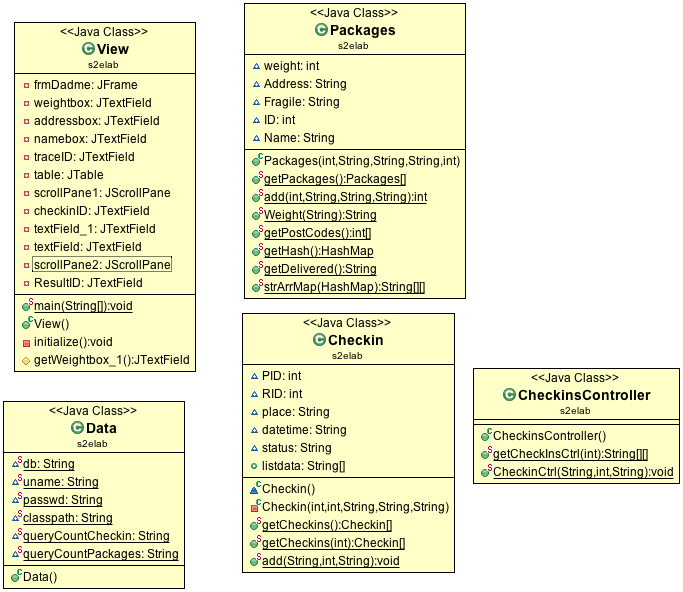 <<Java Class>>
View
s2elab
frmDadme: JFrame
weightbox: JTextField
addressbox: JTextField
namebox: JTextField
traceID: JTextField
table: JTable
scrollPane1: JScrollPane
checkinID: JTextField
textField_1: JTextField
textField: JTextField
scrollPane2: JScrollPane
ResultID: JTextField
main(String[]):void
View()
initialize():void
getWeightbox_1():JTextField
<<Java Class>>
Packages
s2elab
weight: int
Address: String
Fragile: String
ID: int
Name: String
Packages(int,String,String,String,int)
getPackages():Packages[]
add(int,String,String,String):int
Weight(String):String
getPostCodes():int[]
getHash():HashMap
getDelivered():String
strArrMap(HashMap):String[][]
<<Java Class>>
Data
s2elab
db: String
uname: String
passwd: String
classpath: String
queryCountCheckin: String
queryCountPackages: String
Data()
<<Java Class>>
Checkin
s2elab
PID: int
RID: int
place: String
datetime: String
status: String
listdata: String[]
Checkin()
Checkin(int,int,String,String,String)
getCheckins():Checkin[]
getCheckins(int):Checkin[]
add(String,int,String):void
<<Java Class>>
CheckinsController
s2elab
CheckinsController()
getCheckInsCtrl(int):String[][]
CheckinCtrl(String,int,String):void